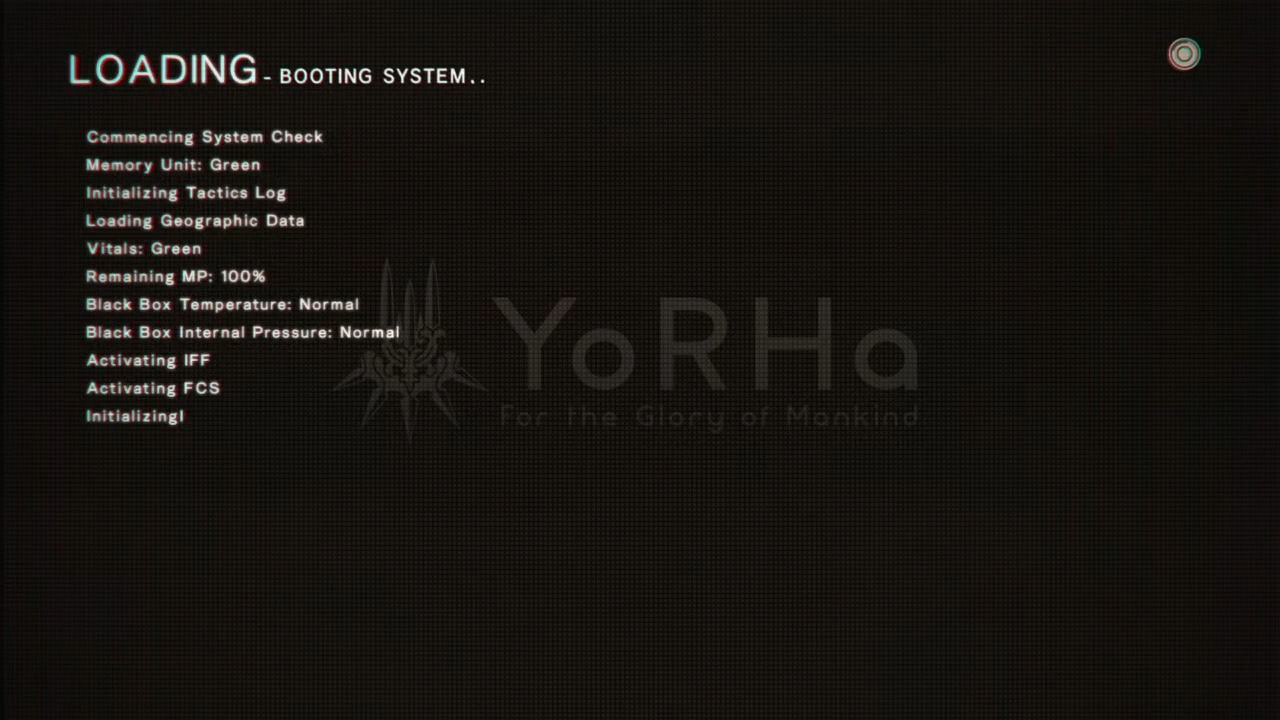 LOADING - BOOTING SYSTEM..
Commencing System Check
Memory Unit: Green
Initializing Tactics Log
Loading Geographic Data
Vitals: Green
Remaining MP: 100%
Black Box Temperature: Normal
Black Box Internal Pressure: Normal
Activating IFF
Activating FCS
Initializing
YoRHa
For the Glory of Mankind